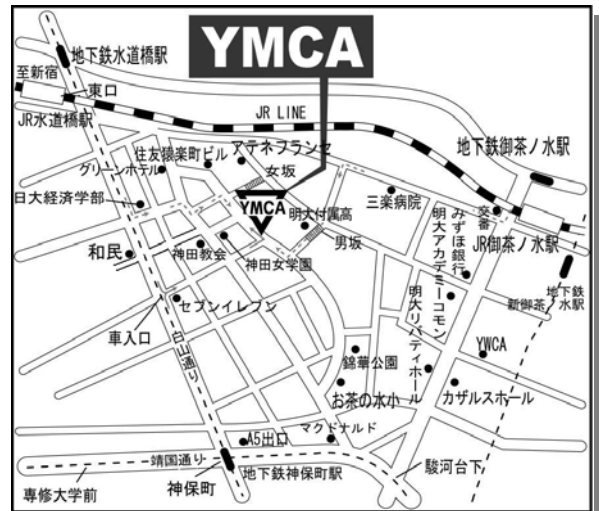 YMCA
地下鉄水道橋駅
至新宿
東口
JR LINE
JR水道橋駅
地下鉄御茶ノ水駅
住友猿楽町ビル
アテネフランセ
グリーンホテル
女坂
日大経済学部
YMCA
明大付属高
三楽病院
交番
JR御茶ノ水駅
みずほ銀行
明大アカデミーコモン
和民
神田教会
神田女学園
男坂
地下鉄
新御茶ノ水駅
セブンイレブン
明大リバティホール
車入口
白山通り
錦華公園
YWCA
お茶の水小
カザルスホール
マクドナルド
A5出口
靖国通り
地下鉄神保町駅
駿河台下
専修大学前
神保町